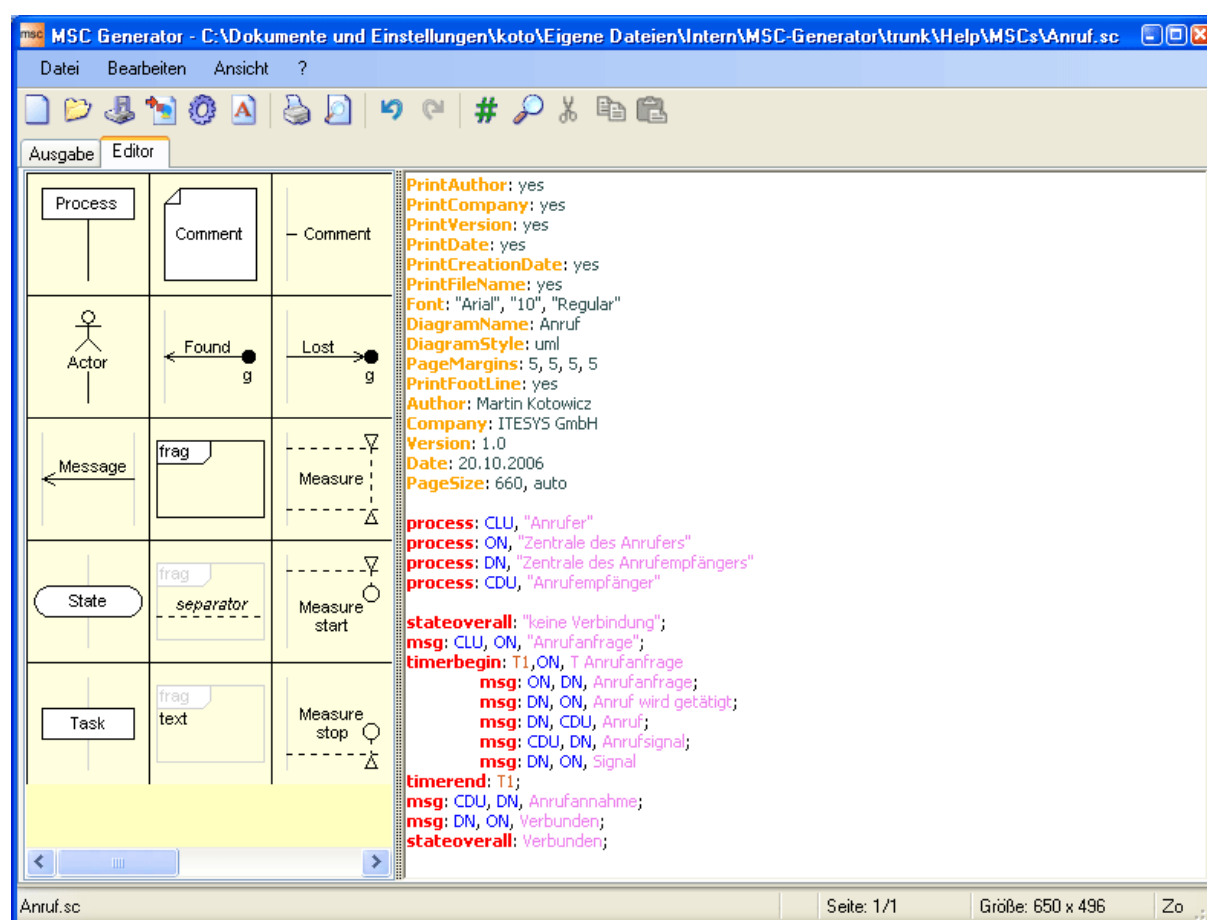 msc MSC Generator - C:\Dokumente und Einstellungen\koto\Eigene Dateien\Intern\MSC-Generator\trunk\Help\MSCs\Anruf.sc
Datei Bearbeiten Ansicht ?
Ausgabe Editor
Process
Comment
Comment
Actor
Found
g
Lost
g
Message
frag
Measure
State
frag
separator
Measure
start
Task
frag
text
Measure
stop
PrintAuthor: yes
PrintCompany: yes
PrintVersion: yes
PrintDate: yes
PrintCreationDate: yes
PrintFileName: yes
Font: "Arial", "10", "Regular"
DiagramName: Anruf
DiagramStyle: uml
PageMargins: 5, 5, 5, 5
PrintFootLine: yes
Author: Martin Kotowicz
Company: ITESYS GmbH
Version: 1.0
Date: 20.10.2006
PageSize: 660, auto
process: CLU, "Anrufer"
process: ON, "Zentrale des Anrufers"
process: DN, "Zentrale des Anrufempfängers"
process: CDU, "Anrufempfänger"
stateoverall: "keine Verbindung";
msg: CLU, ON, "Anrufanfrage";
timerbegin: T1,ON, T Anrufanfrage
msg: ON, DN, Anrufanfrage;
msg: DN, ON, Anruf wird getätigt;
msg: DN, CDU, Anruf;
msg: CDU, DN, Anrufsignal;
msg: DN, ON, Signal
timerend: T1;
msg: CDU, DN, Anrufannahme;
msg: DN, ON, Verbunden;
stateoverall: Verbunden;
Anruf.sc
Seite: 1/1
Größe: 650 x 496
Zo